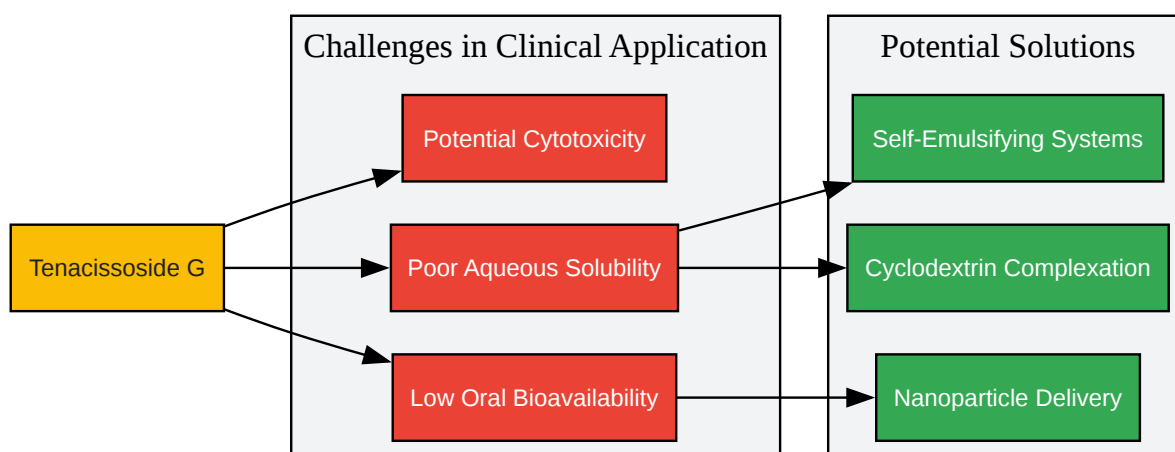 Challenges in Clinical Application
Potential Solutions
Potential Cytotoxicity
Self-Emulsifying Systems
Tenacissoside G
Poor Aqueous Solubility
Cyclodextrin Complexation
Low Oral Bioavailability
Nanoparticle Delivery